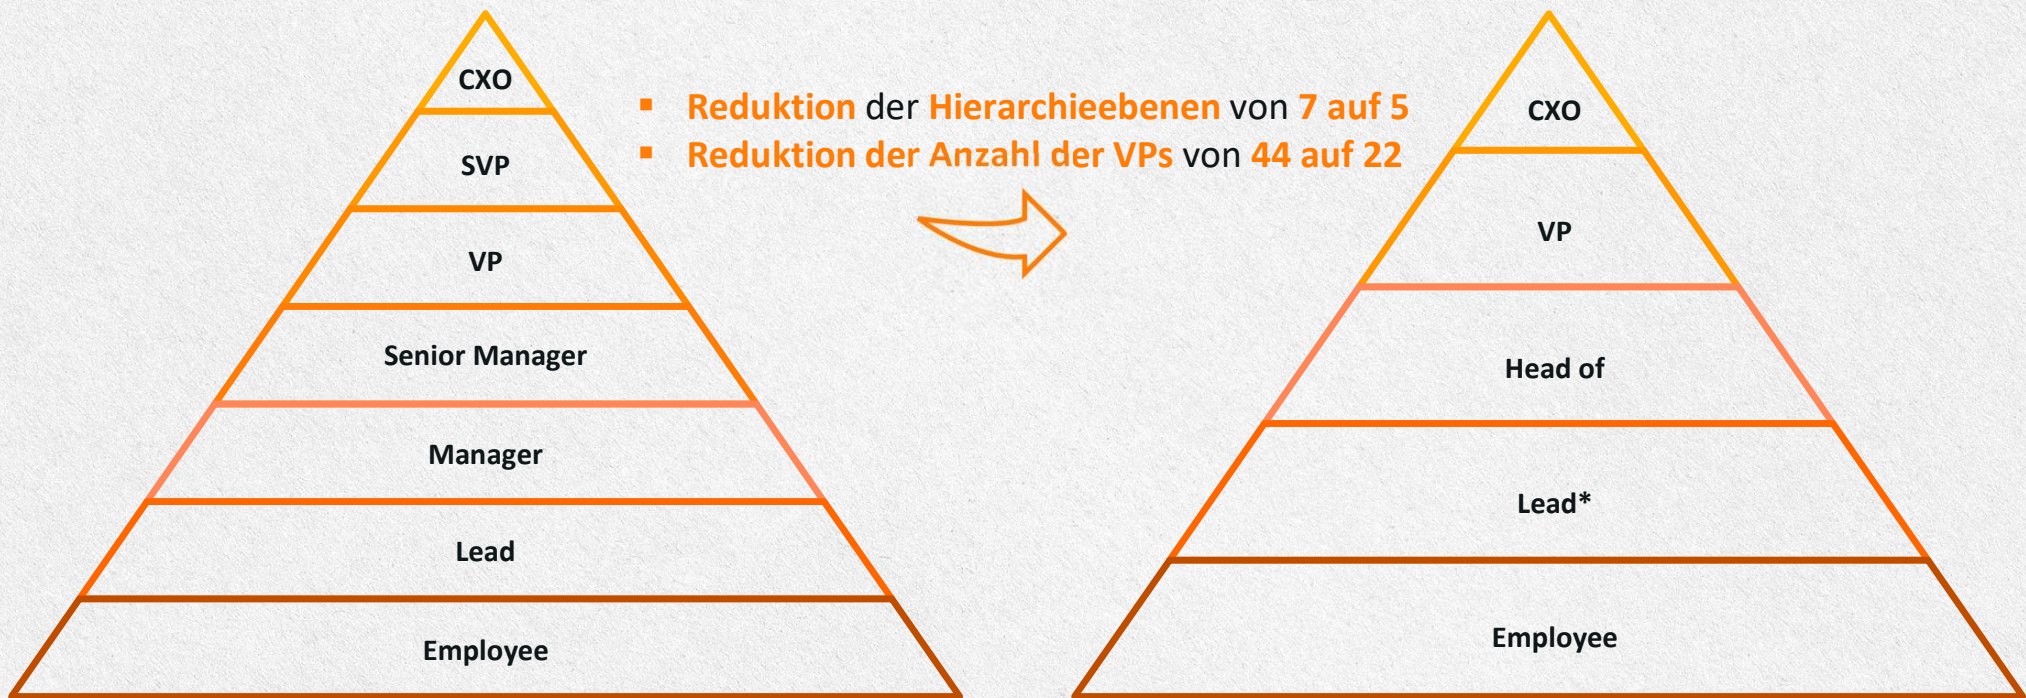 CXO
SVP
VP
Senior Manager
Manager
Lead
Employee
▪ Reduktion der Hierarchieebenen von 7 auf 5
▪ Reduktion der Anzahl der VPs von 44 auf 22
CXO
VP
Head of
Lead*
Employee